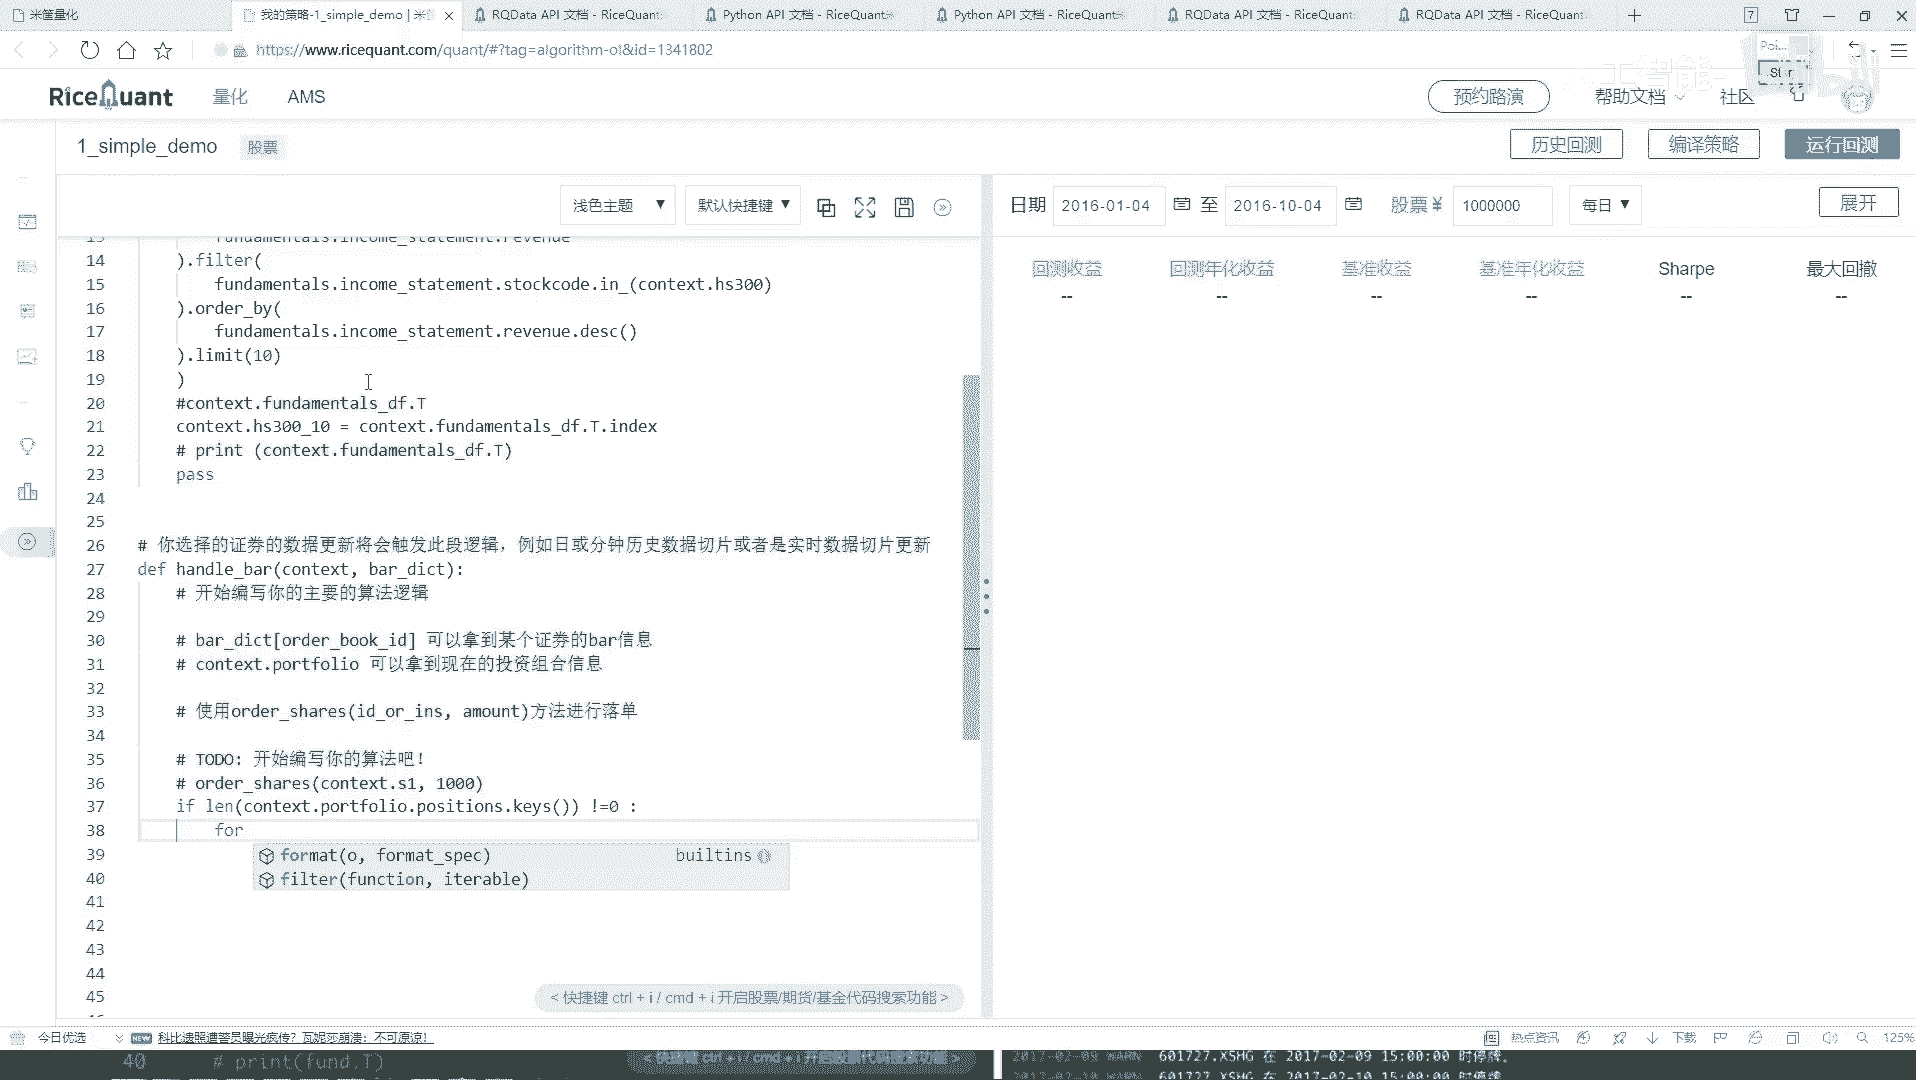 米筐量化
我的策略-1_simple_demo | 米筐
RQData API 文档 - RiceQuant
Python API 文档 - RiceQuant
Python API 文档 - RiceQuant
RQData API 文档 - RiceQuant
RQData API 文档 - RiceQuant
7
https://www.ricequant.com/quant/#?tag=algorithm-ol&id=1341802
RiceQuant
量化
AMS
预约路演
帮助文档
社区
1_simple_demo
股票
历史回测
编译策略
运行回测
浅色主题 ▼
默认快捷键 ▼
日期
2016-01-04
至
2016-10-04
股票 ¥
1000000
每日 ▼
展开
回测收益
回测年化收益
基准收益
基准年化收益
Sharpe
最大回撤
--
--
--
--
--
--
13 fundamentals.income_statement.revenue
14 ).filter(
15 fundamentals.income_statement.stockcode.in_(context.hs300)
16 ).order_by(
17 fundamentals.income_statement.revenue.desc()
18 ).limit(10)
19 )
20 #context.fundamentals_df.T
21 context.hs300_10 = context.fundamentals_df.T.index
22 # print (context.fundamentals_df.T)
23 pass
24
25
26 # 你选择的证券的数据更新将会触发此段逻辑，例如日或分钟历史数据切片或者是实时数据切片更新
27 def handle_bar(context, bar_dict):
28 # 开始编写你的主要的算法逻辑
29
30 # bar_dict[order_book_id] 可以拿到某个证券的bar信息
31 # context.portfolio 可以拿到现在的投资组合信息
32
33 # 使用order_shares(id_or_ins, amount)方法进行落单
34
35 # TODO: 开始编写你的算法吧！
36 # order_shares(context.s1, 1000)
37 if len(context.portfolio.positions.keys()) !=0 :
38 for
39 format(o, format_spec) builtins
40 filter(function, iterable)
41
42
43
44
45
< 快捷键 ctrl + i / cmd + i 开启股票/期货/基金代码搜索功能 >
今日优选
NEW
科比遗照遭警员曝光疯传？瓦妮莎崩溃：不可原谅！
热点资讯
下载
125%
40 # print(fund.T)
2017-02-09 WARN 601727.XSHG 在 2017-02-09 15:00:00 时停牌。
2017-02-10 WARN 601727.XSHG 在 2017-02-10 15:00:00 时停牌。